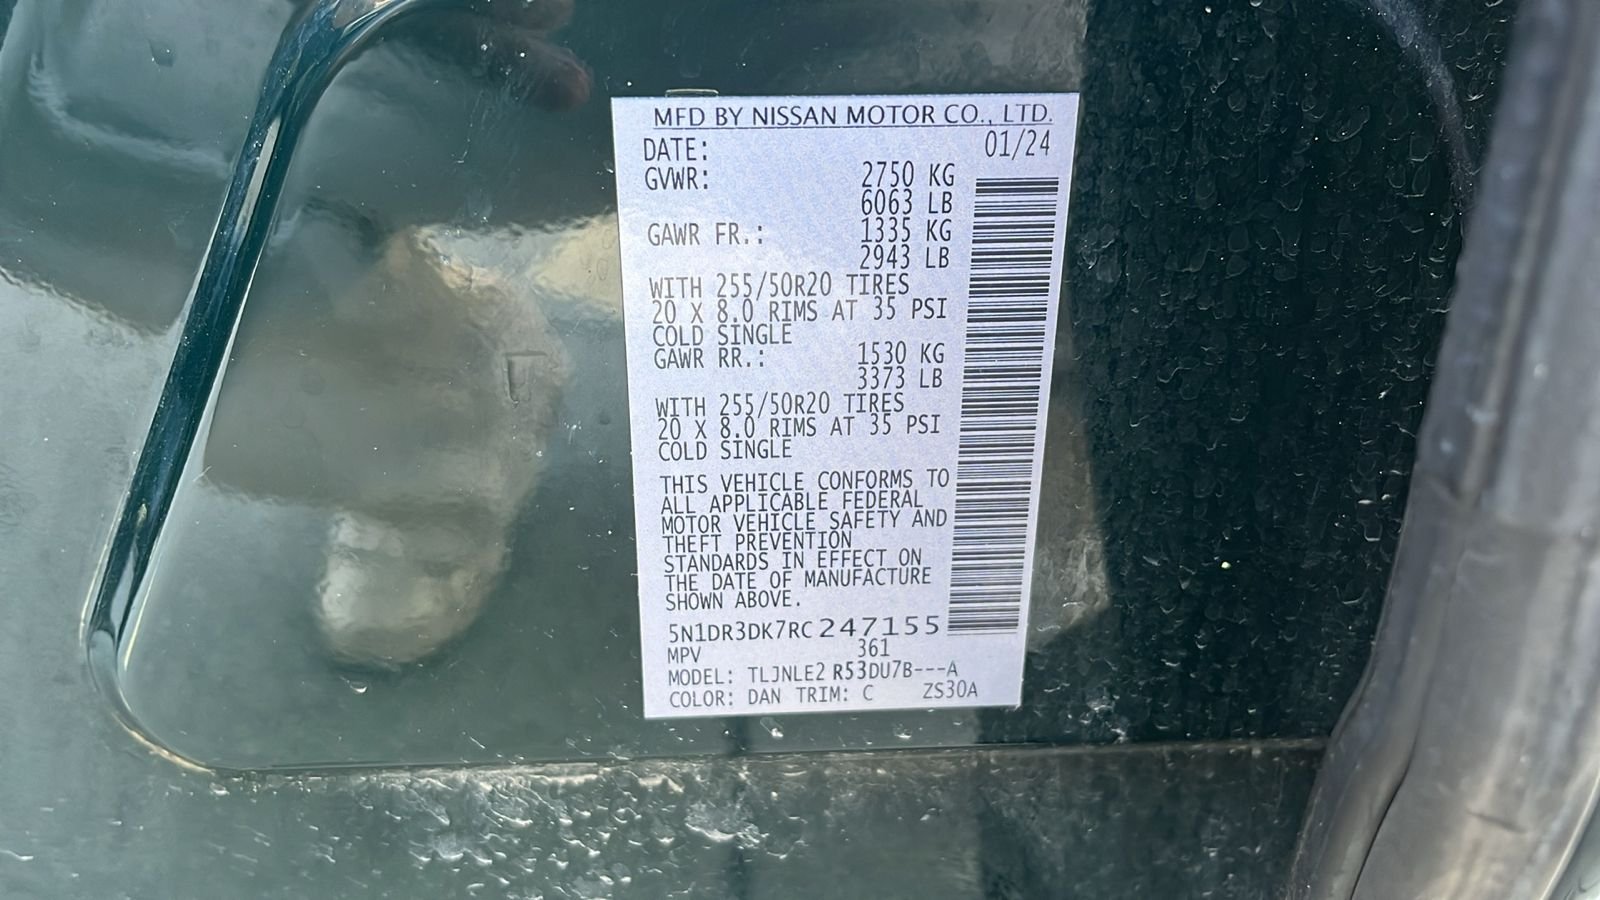 MFD BY NISSAN MOTOR CO., LTD.
DATE: 01/24
GVWR: 2750 KG
6063 LB
GAWR FR.: 1335 KG
2943 LB
WITH 255/50R20 TIRES
20 X 8.0 RIMS AT 35 PSI
COLD SINGLE
GAWR RR.: 1530 KG
3373 LB
WITH 255/50R20 TIRES
20 X 8.0 RIMS AT 35 PSI
COLD SINGLE
THIS VEHICLE CONFORMS TO
ALL APPLICABLE FEDERAL
MOTOR VEHICLE SAFETY AND
THEFT PREVENTION
STANDARDS IN EFFECT ON
THE DATE OF MANUFACTURE
SHOWN ABOVE.
5N1DR3DK7RC247155
MPV 361
MODEL: TLJNLE2 R53DU7B---A
COLOR: DAN TRIM: C ZS30A